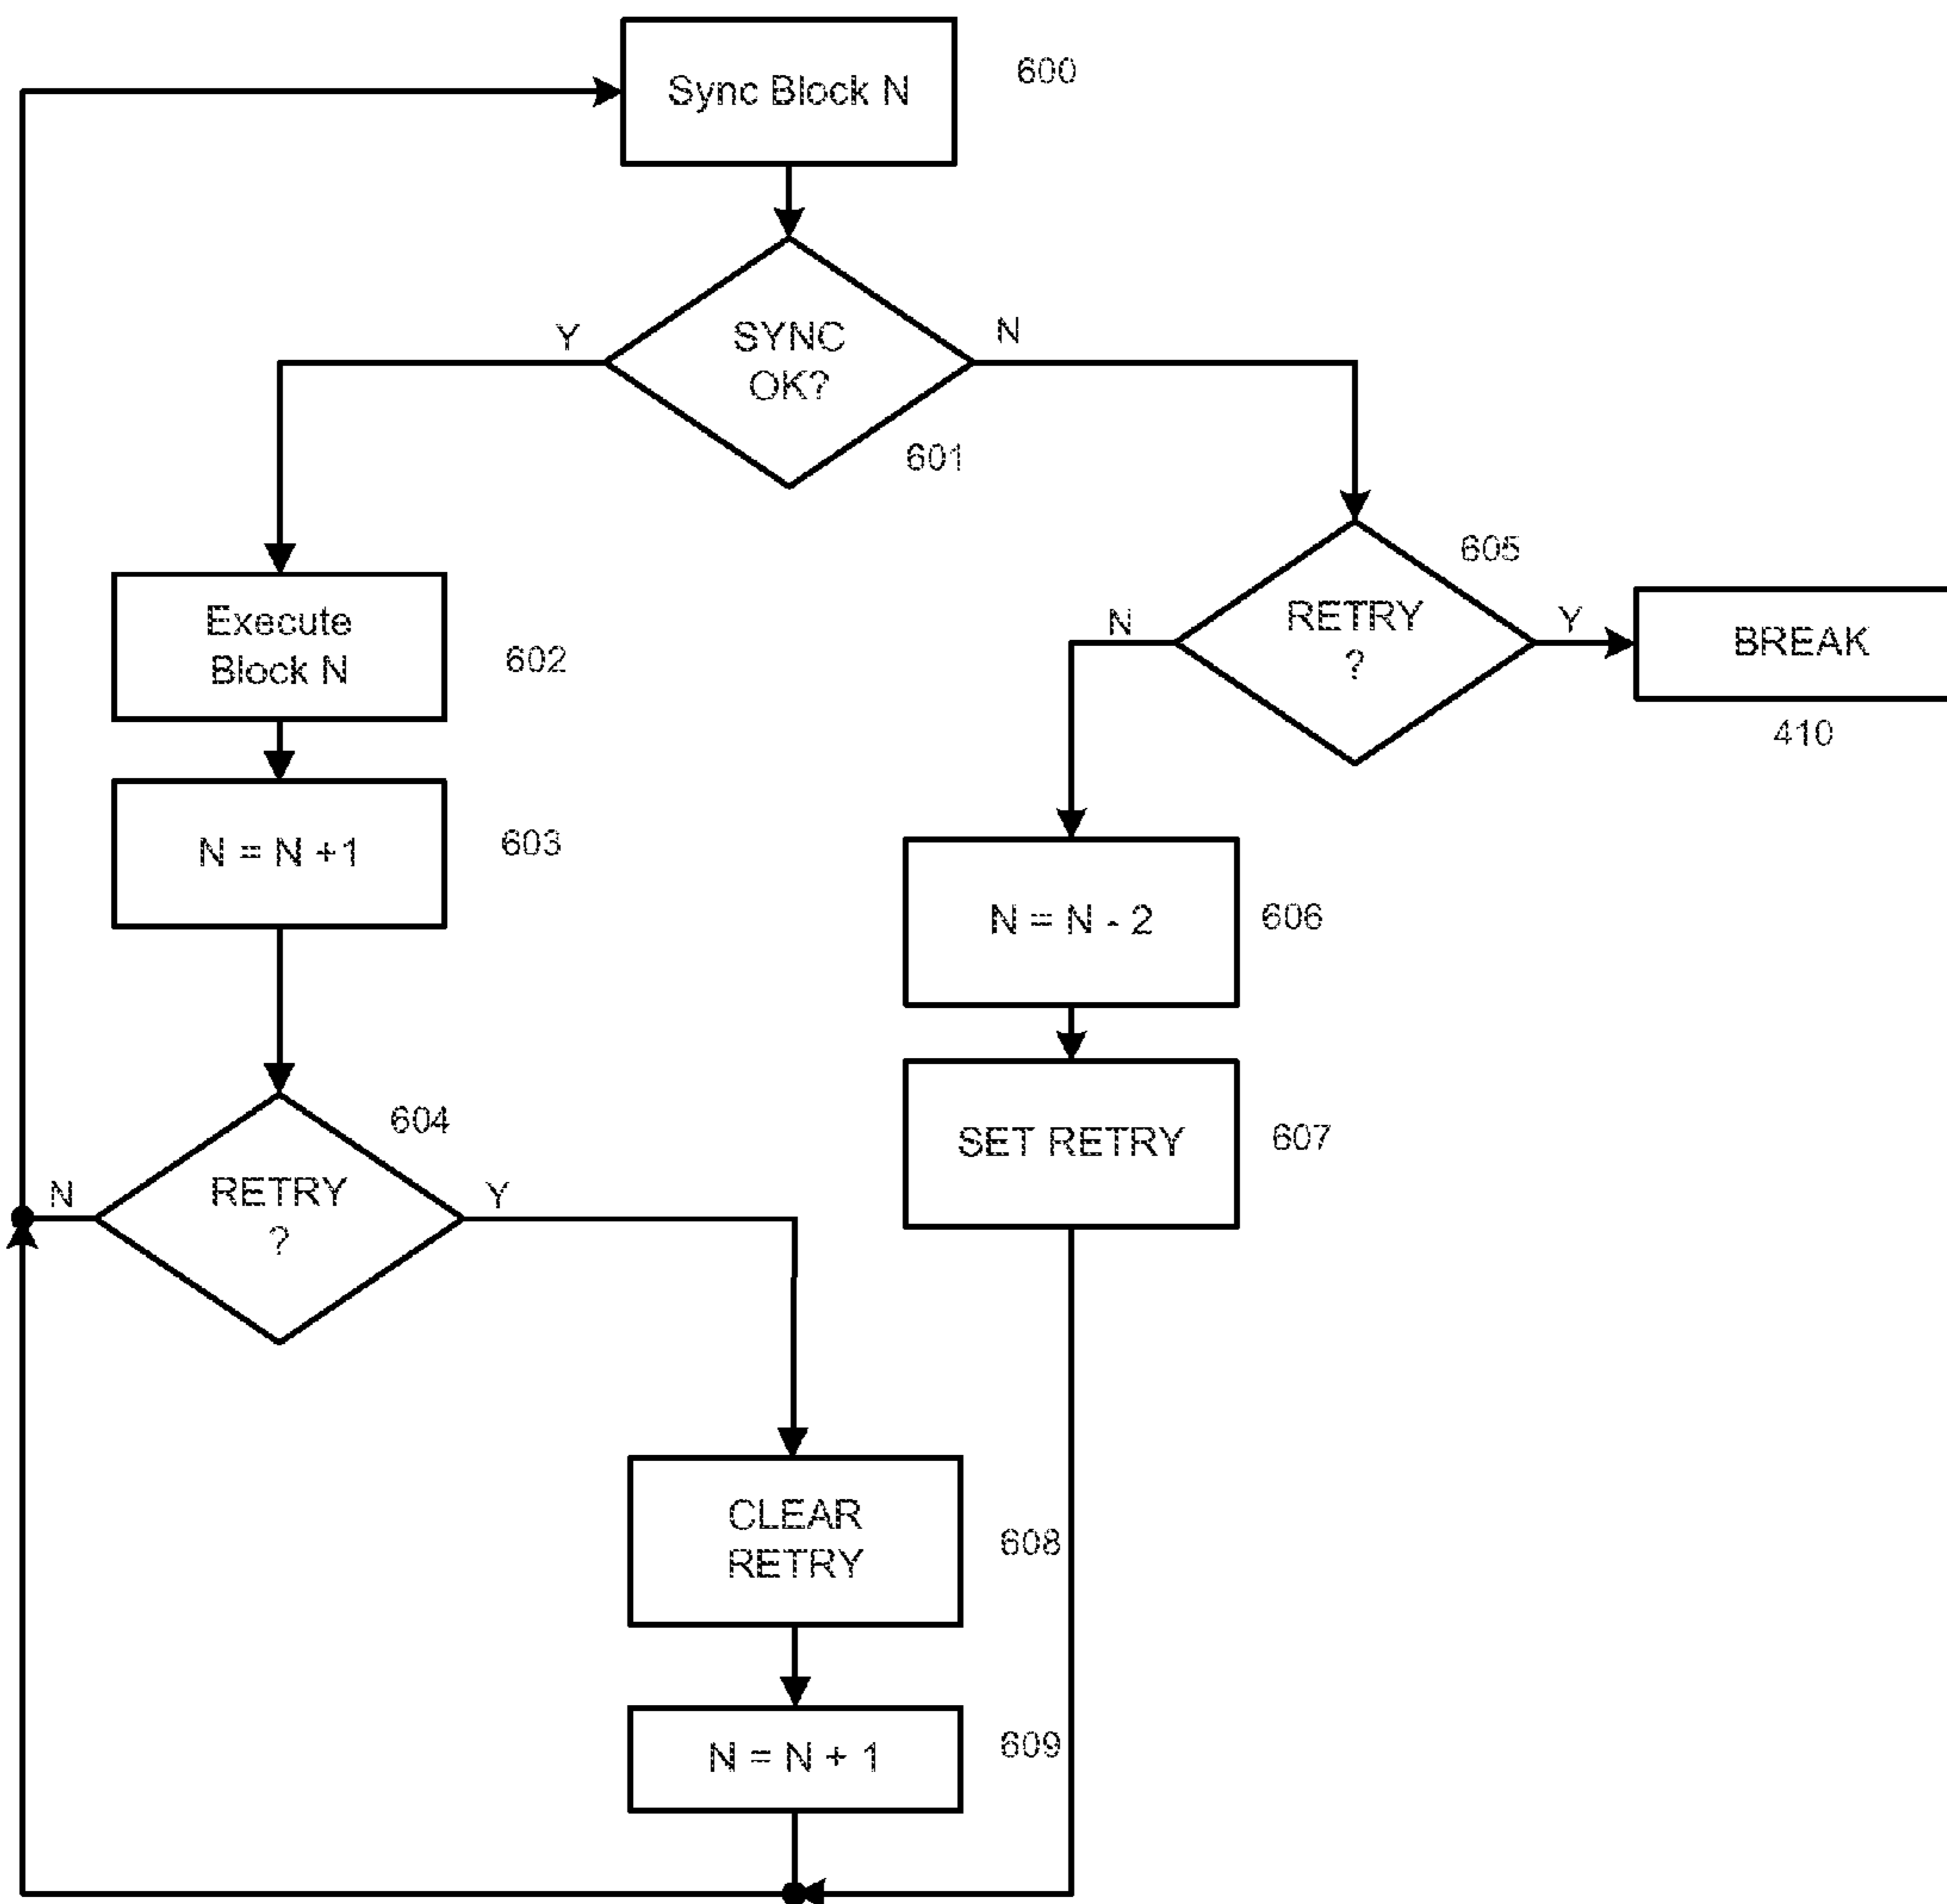 Sync Block N
600
SYNC
OK?
Y
N
601
605
Execute
Block N
602
RETRY
?
N
Y
BREAK
410
N = N +1
603
N = N - 2
606
604
SET RETRY
607
RETRY
?
N
Y
CLEAR
RETRY
608
N = N + 1
609